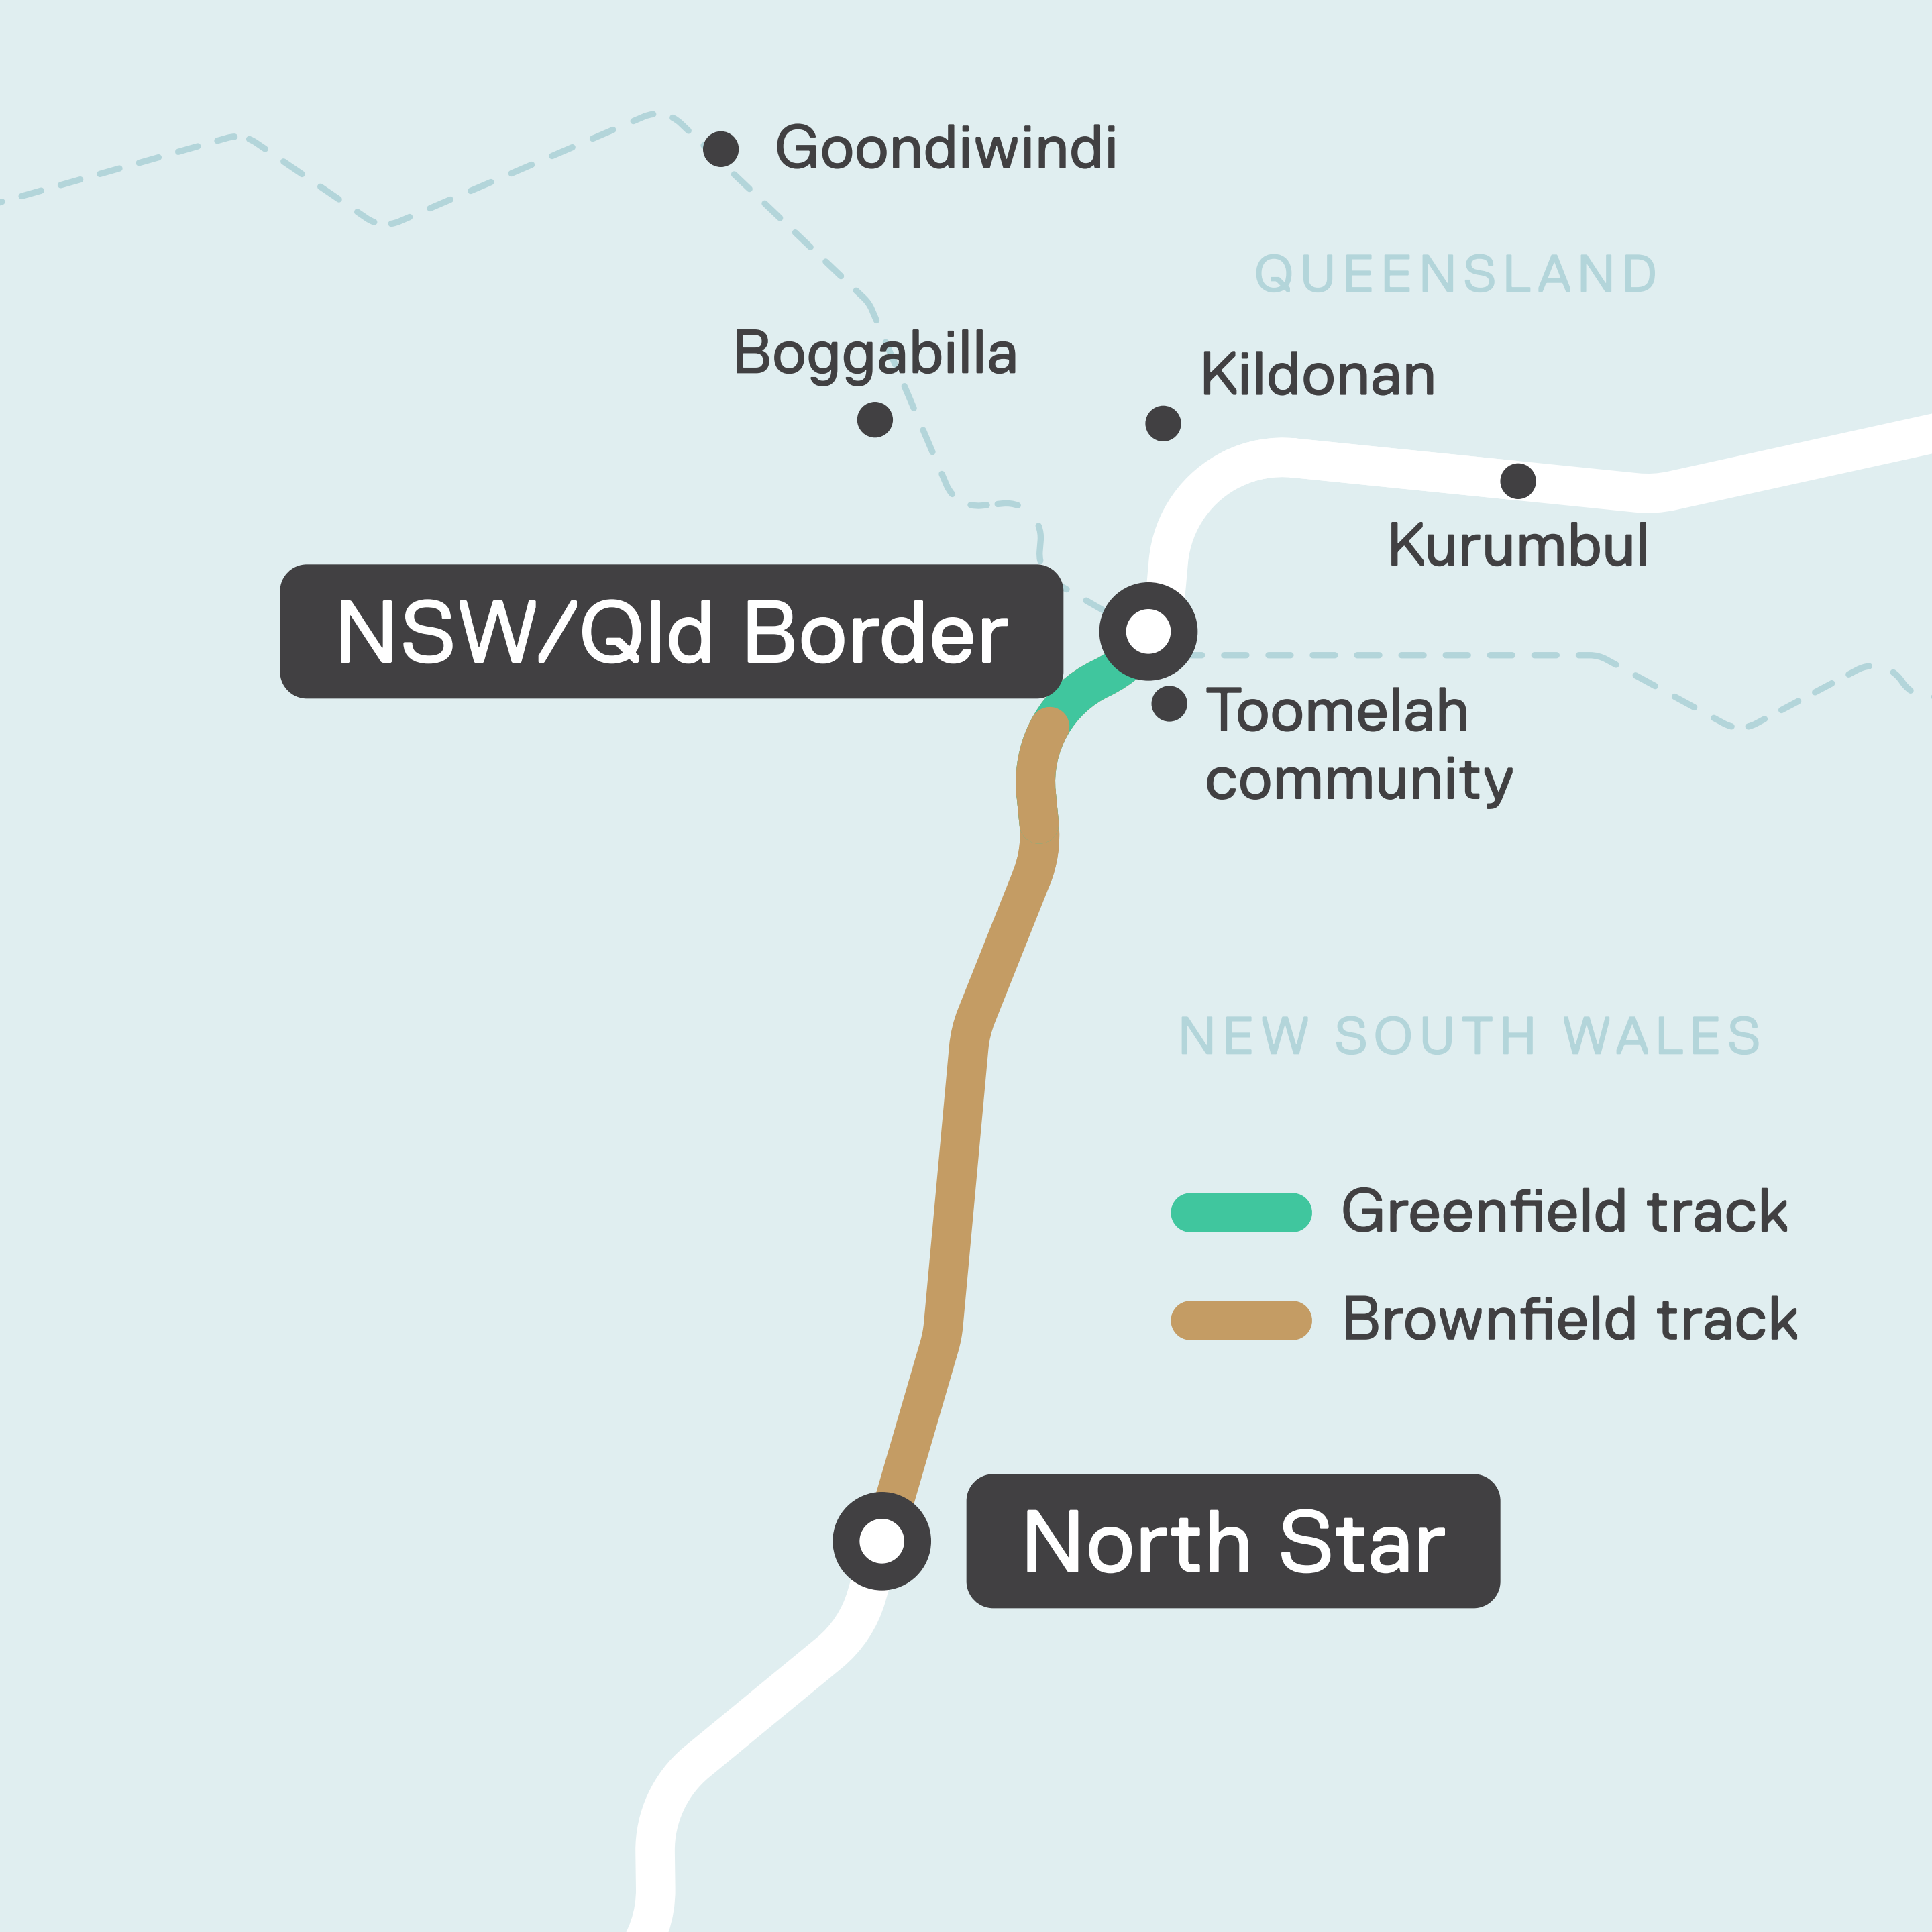 Goondiwindi
QUEENSLAND
Boggabilla
Kildonan
Kurumbul
NSW/Qld Border
Toomelah
community
NEW SOUTH WALES
Greenfield track
Brownfield track
North Star